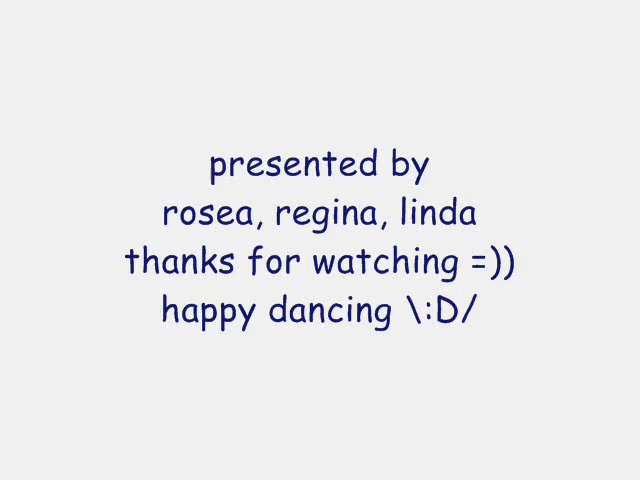 presented by
rosea, regina, linda
thanks for watching =))
happy dancing \:D/